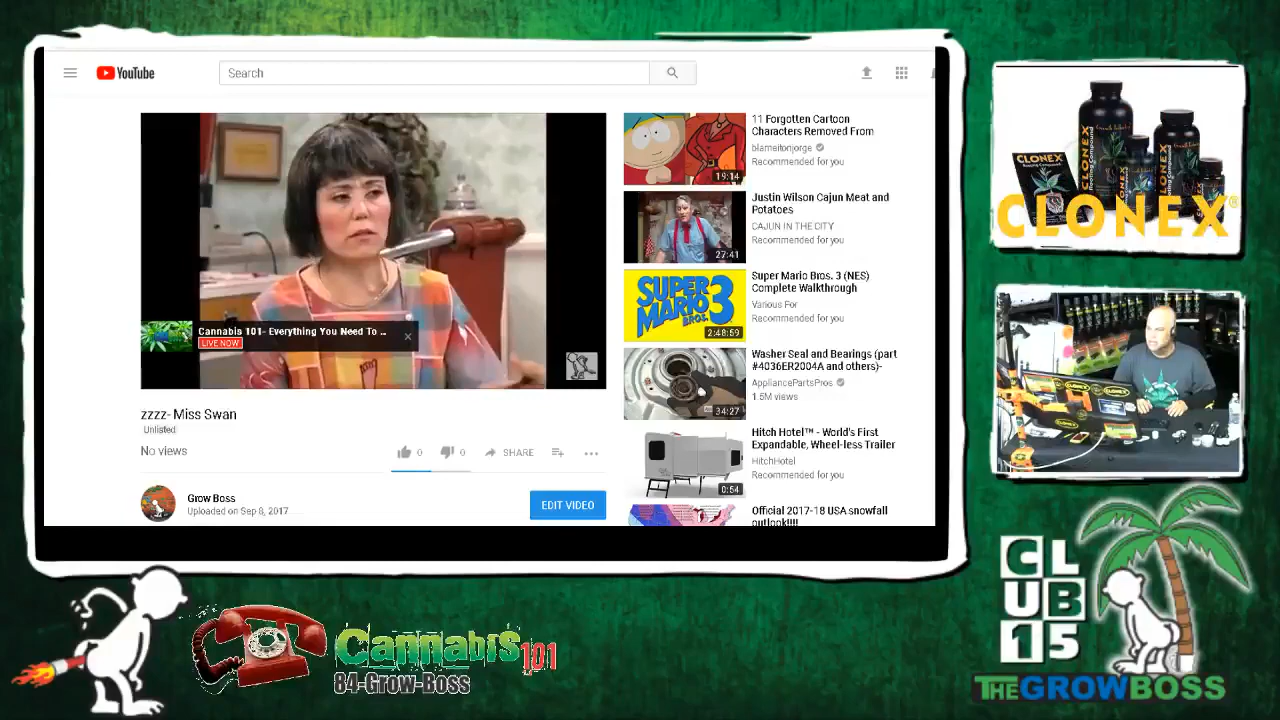 YouTube
Search
Cannabis 101- Everything You Need To ...
LIVE NOW
zzzz- Miss Swan
Unlisted
No views
0
0
SHARE
Grow Boss
Uploaded on Sep 8, 2017
EDIT VIDEO
11 Forgotten Cartoon
Characters Removed From
blameitonjorge
Recommended for you
19:14
Justin Wilson Cajun Meat and
Potatoes
CAJUN IN THE CITY
Recommended for you
27:41
Super Mario Bros. 3 (NES)
Complete Walkthrough
Various For
Recommended for you
SUPER
MARIO
BROS.
3
2:48:59
Washer Seal and Bearings (part
#4036ER2004A and others)-
AppliancePartsPros
1.5M views
34:27
Hitch Hotel™ - World's First
Expandable, Wheel-less Trailer
HitchHotel
Recommended for you
0:54
Official 2017-18 USA snowfall
outlook!!!!
CLONEX
CLONEX
CLONEX
CLONEX
CLONEX®
Cannabis 101
84-Grow-Boss
CLUB
15
THEGROWBOSS